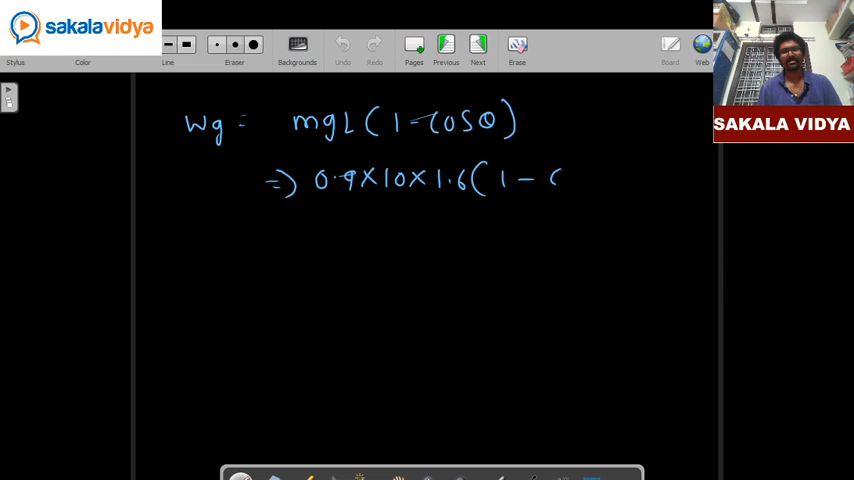 sakalavidya
Stylus
Color
Line
Eraser
Backgrounds
Undo
Redo
Pages
Previous
Next
Erase
Board
Web
SAKALA VIDYA
Wg = mgL(1-cosθ)
=> 0.9×10×1.6(1-c